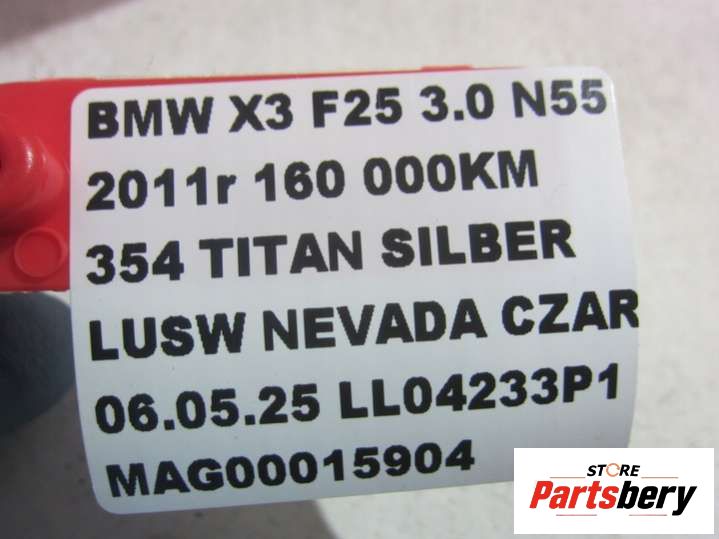 BMW X3 F25 3.0 N55
2011r 160 000KM
354 TITAN SILBER
LUSW NEVADA CZAR
06.05.25 LL04233P1
MAG00015904
STORE
Partsbery